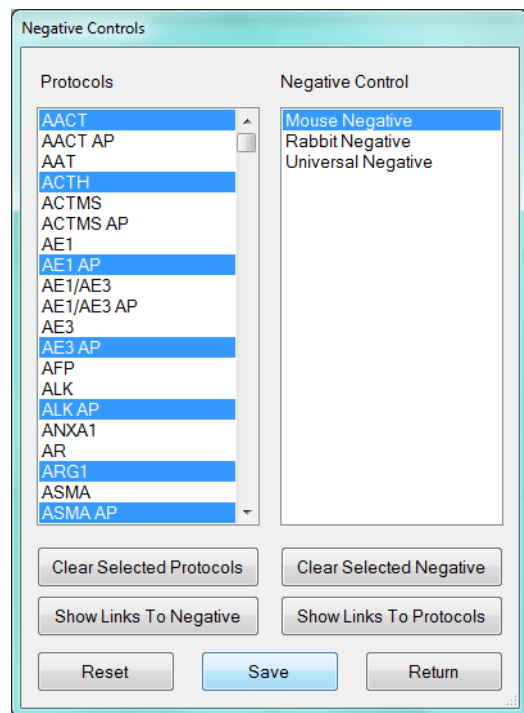 Negative Controls
Protocols
Negative Control
AACT
AACT AP
AAT
ACTH
ACTMS
ACTMS AP
AE1
AE1 AP
AE1/AE3
AE1/AE3 AP
AE3
AE3 AP
AFP
ALK
ALK AP
ANXA1
AR
ARG1
ASMA
ASMA AP
Mouse Negative
Rabbit Negative
Universal Negative
Clear Selected Protocols
Clear Selected Negative
Show Links To Negative
Show Links To Protocols
Reset
Save
Return